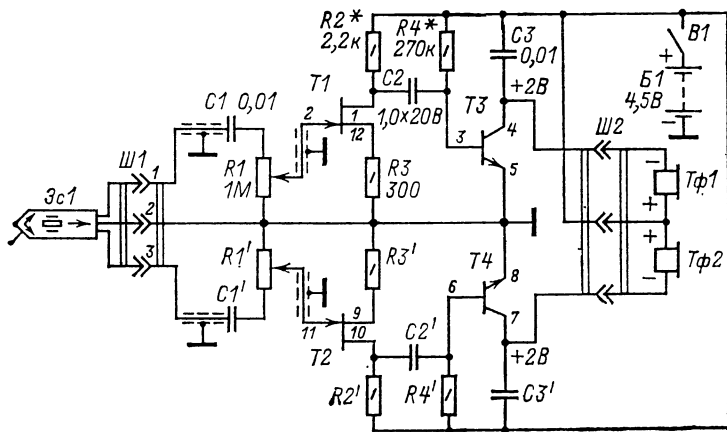 R2* R4* C3 B1
2,2к 270к 0,01 +
T1 C2 +2В Б1
C1 0,01 2 1 1,0×20В T3 4,5В
12 3 4 − Ш2
Ш1 1 R1 R3 5 − Тф1
Эс1 1М 300 +
2
3 R1' R3' T4 + Тф2
C1' 6 8 −
11 9 C2' 7
10 +2В
T2 R2' R4' C3'